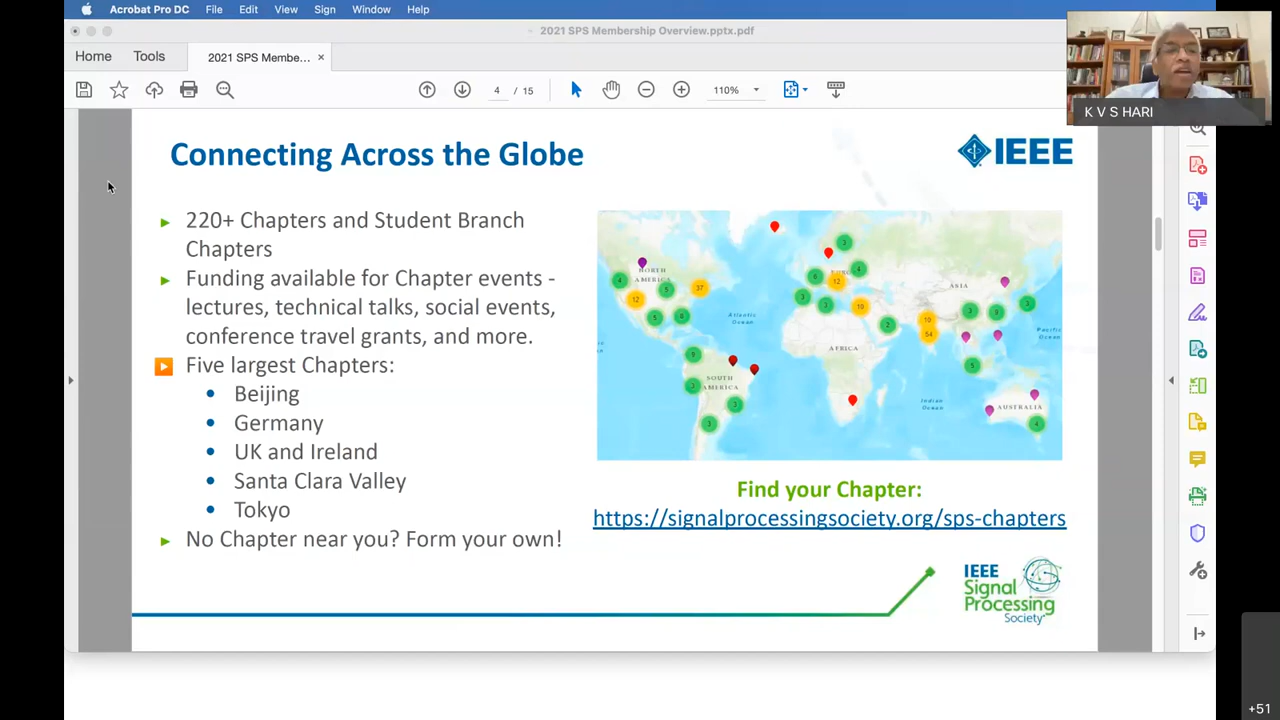 Acrobat Pro DC File Edit View Sign Window Help
2021 SPS Membership Overview.pptx.pdf
Home Tools 2021 SPS Membe... ×
4 / 15 110%
K V S HARI
Connecting Across the Globe
IEEE
220+ Chapters and Student Branch
Chapters
Funding available for Chapter events -
lectures, technical talks, social events,
conference travel grants, and more.
Five largest Chapters:
Beijing
Germany
UK and Ireland
Santa Clara Valley
Tokyo
No Chapter near you? Form your own!
NORTH
AMERICA
ASIA
Atlantic
Ocean
AFRICA
SOUTH
AMERICA
Indian
Ocean
AUSTRALIA
Find your Chapter:
https://signalprocessingsociety.org/sps-chapters
IEEE
Signal
Processing
Society
+51